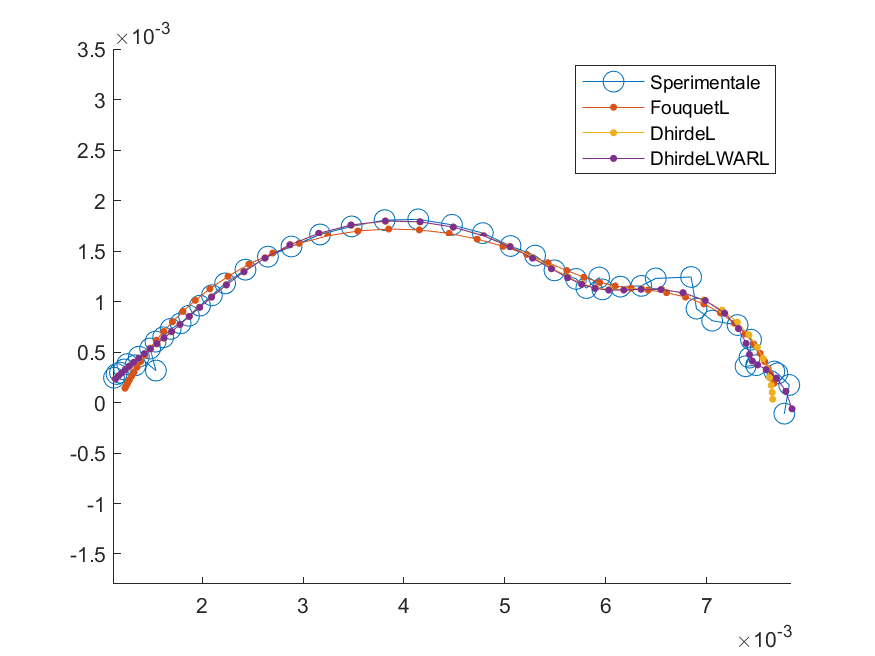 ×10⁻³
3.5
3
2.5
2
1.5
1
0.5
0
-0.5
-1
-1.5
Sperimentale
FouquetL
DhirdeL
DhirdeLWARL
2 3 4 5 6 7
×10⁻³